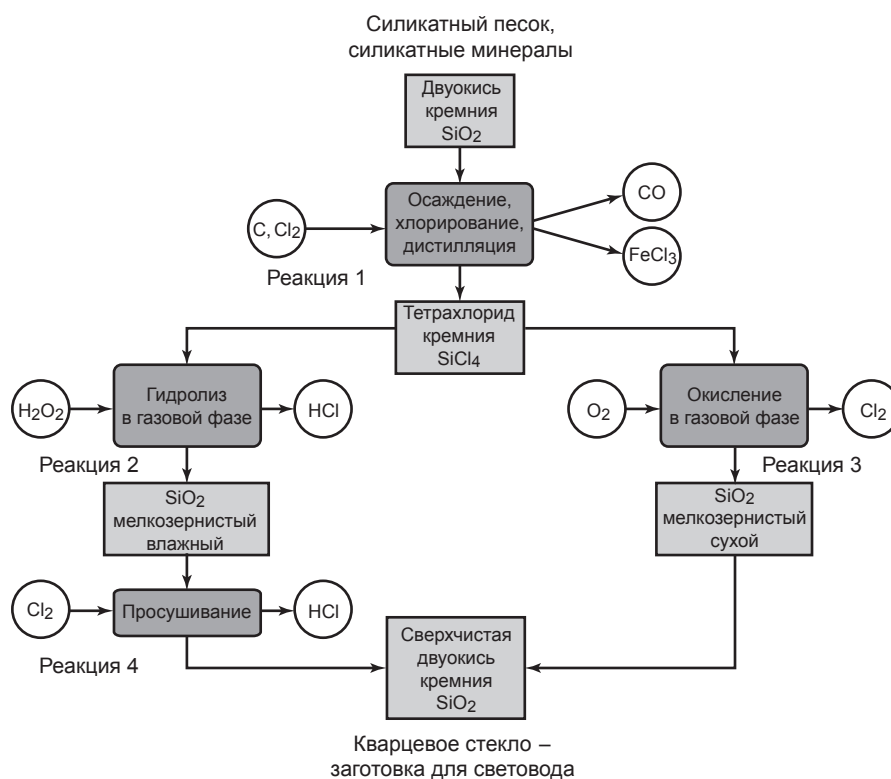 Силикатный песок,
силикатные минералы
Двуокись
кремния
SiO2
Осаждение,
хлорирование,
дистилляция
C, Cl2
CO
FeCl3
Реакция 1
Тетрахлорид
кремния
SiCl4
H2O2
Гидролиз
в газовой фазе
HCl
Реакция 2
O2
Окисление
в газовой фазе
Cl2
Реакция 3
SiO2
мелкозернистый
влажный
SiO2
мелкозернистый
сухой
Cl2
Просушивание
HCl
Реакция 4
Сверхчистая
двуокись
кремния
SiO2
Кварцевое стекло –
заготовка для световода